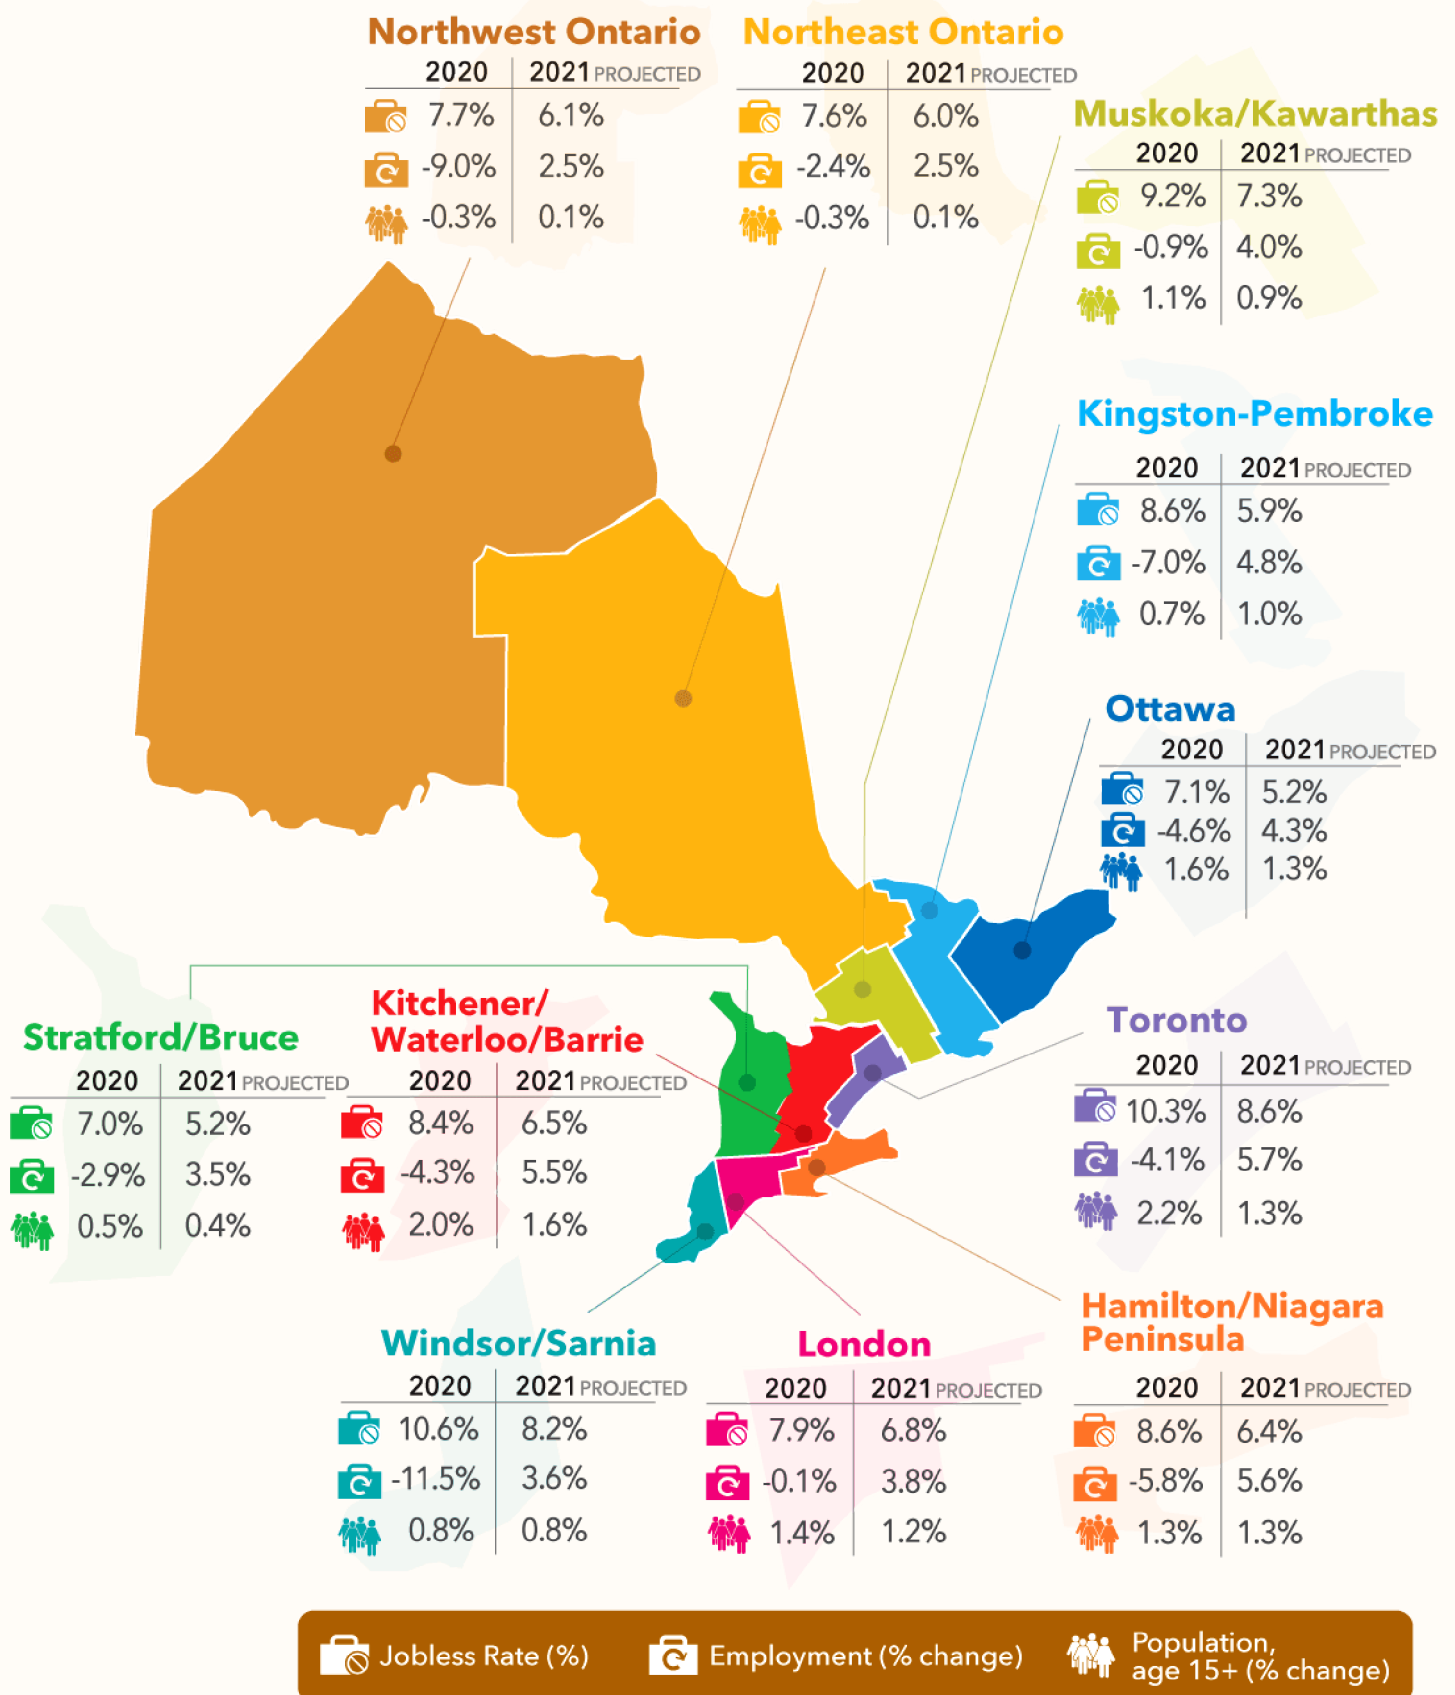 Northwest Ontario
2020 2021 PROJECTED
7.7% 6.1%
-9.0% 2.5%
-0.3% 0.1%
Northeast Ontario
2020 2021 PROJECTED
7.6% 6.0%
-2.4% 2.5%
-0.3% 0.1%
Muskoka/Kawarthas
2020 2021 PROJECTED
9.2% 7.3%
-0.9% 4.0%
1.1% 0.9%
Kingston-Pembroke
2020 2021 PROJECTED
8.6% 5.9%
-7.0% 4.8%
0.7% 1.0%
Ottawa
2020 2021 PROJECTED
7.1% 5.2%
-4.6% 4.3%
1.6% 1.3%
Stratford/Bruce
2020 2021 PROJECTED
7.0% 5.2%
-2.9% 3.5%
0.5% 0.4%
Kitchener/
Waterloo/Barrie
2020 2021 PROJECTED
8.4% 6.5%
-4.3% 5.5%
2.0% 1.6%
Toronto
2020 2021 PROJECTED
10.3% 8.6%
-4.1% 5.7%
2.2% 1.3%
Windsor/Sarnia
2020 2021 PROJECTED
10.6% 8.2%
-11.5% 3.6%
0.8% 0.8%
London
2020 2021 PROJECTED
7.9% 6.8%
-0.1% 3.8%
1.4% 1.2%
Hamilton/Niagara
Peninsula
2020 2021 PROJECTED
8.6% 6.4%
-5.8% 5.6%
1.3% 1.3%
Jobless Rate (%)
Employment (% change)
Population,
age 15+ (% change)